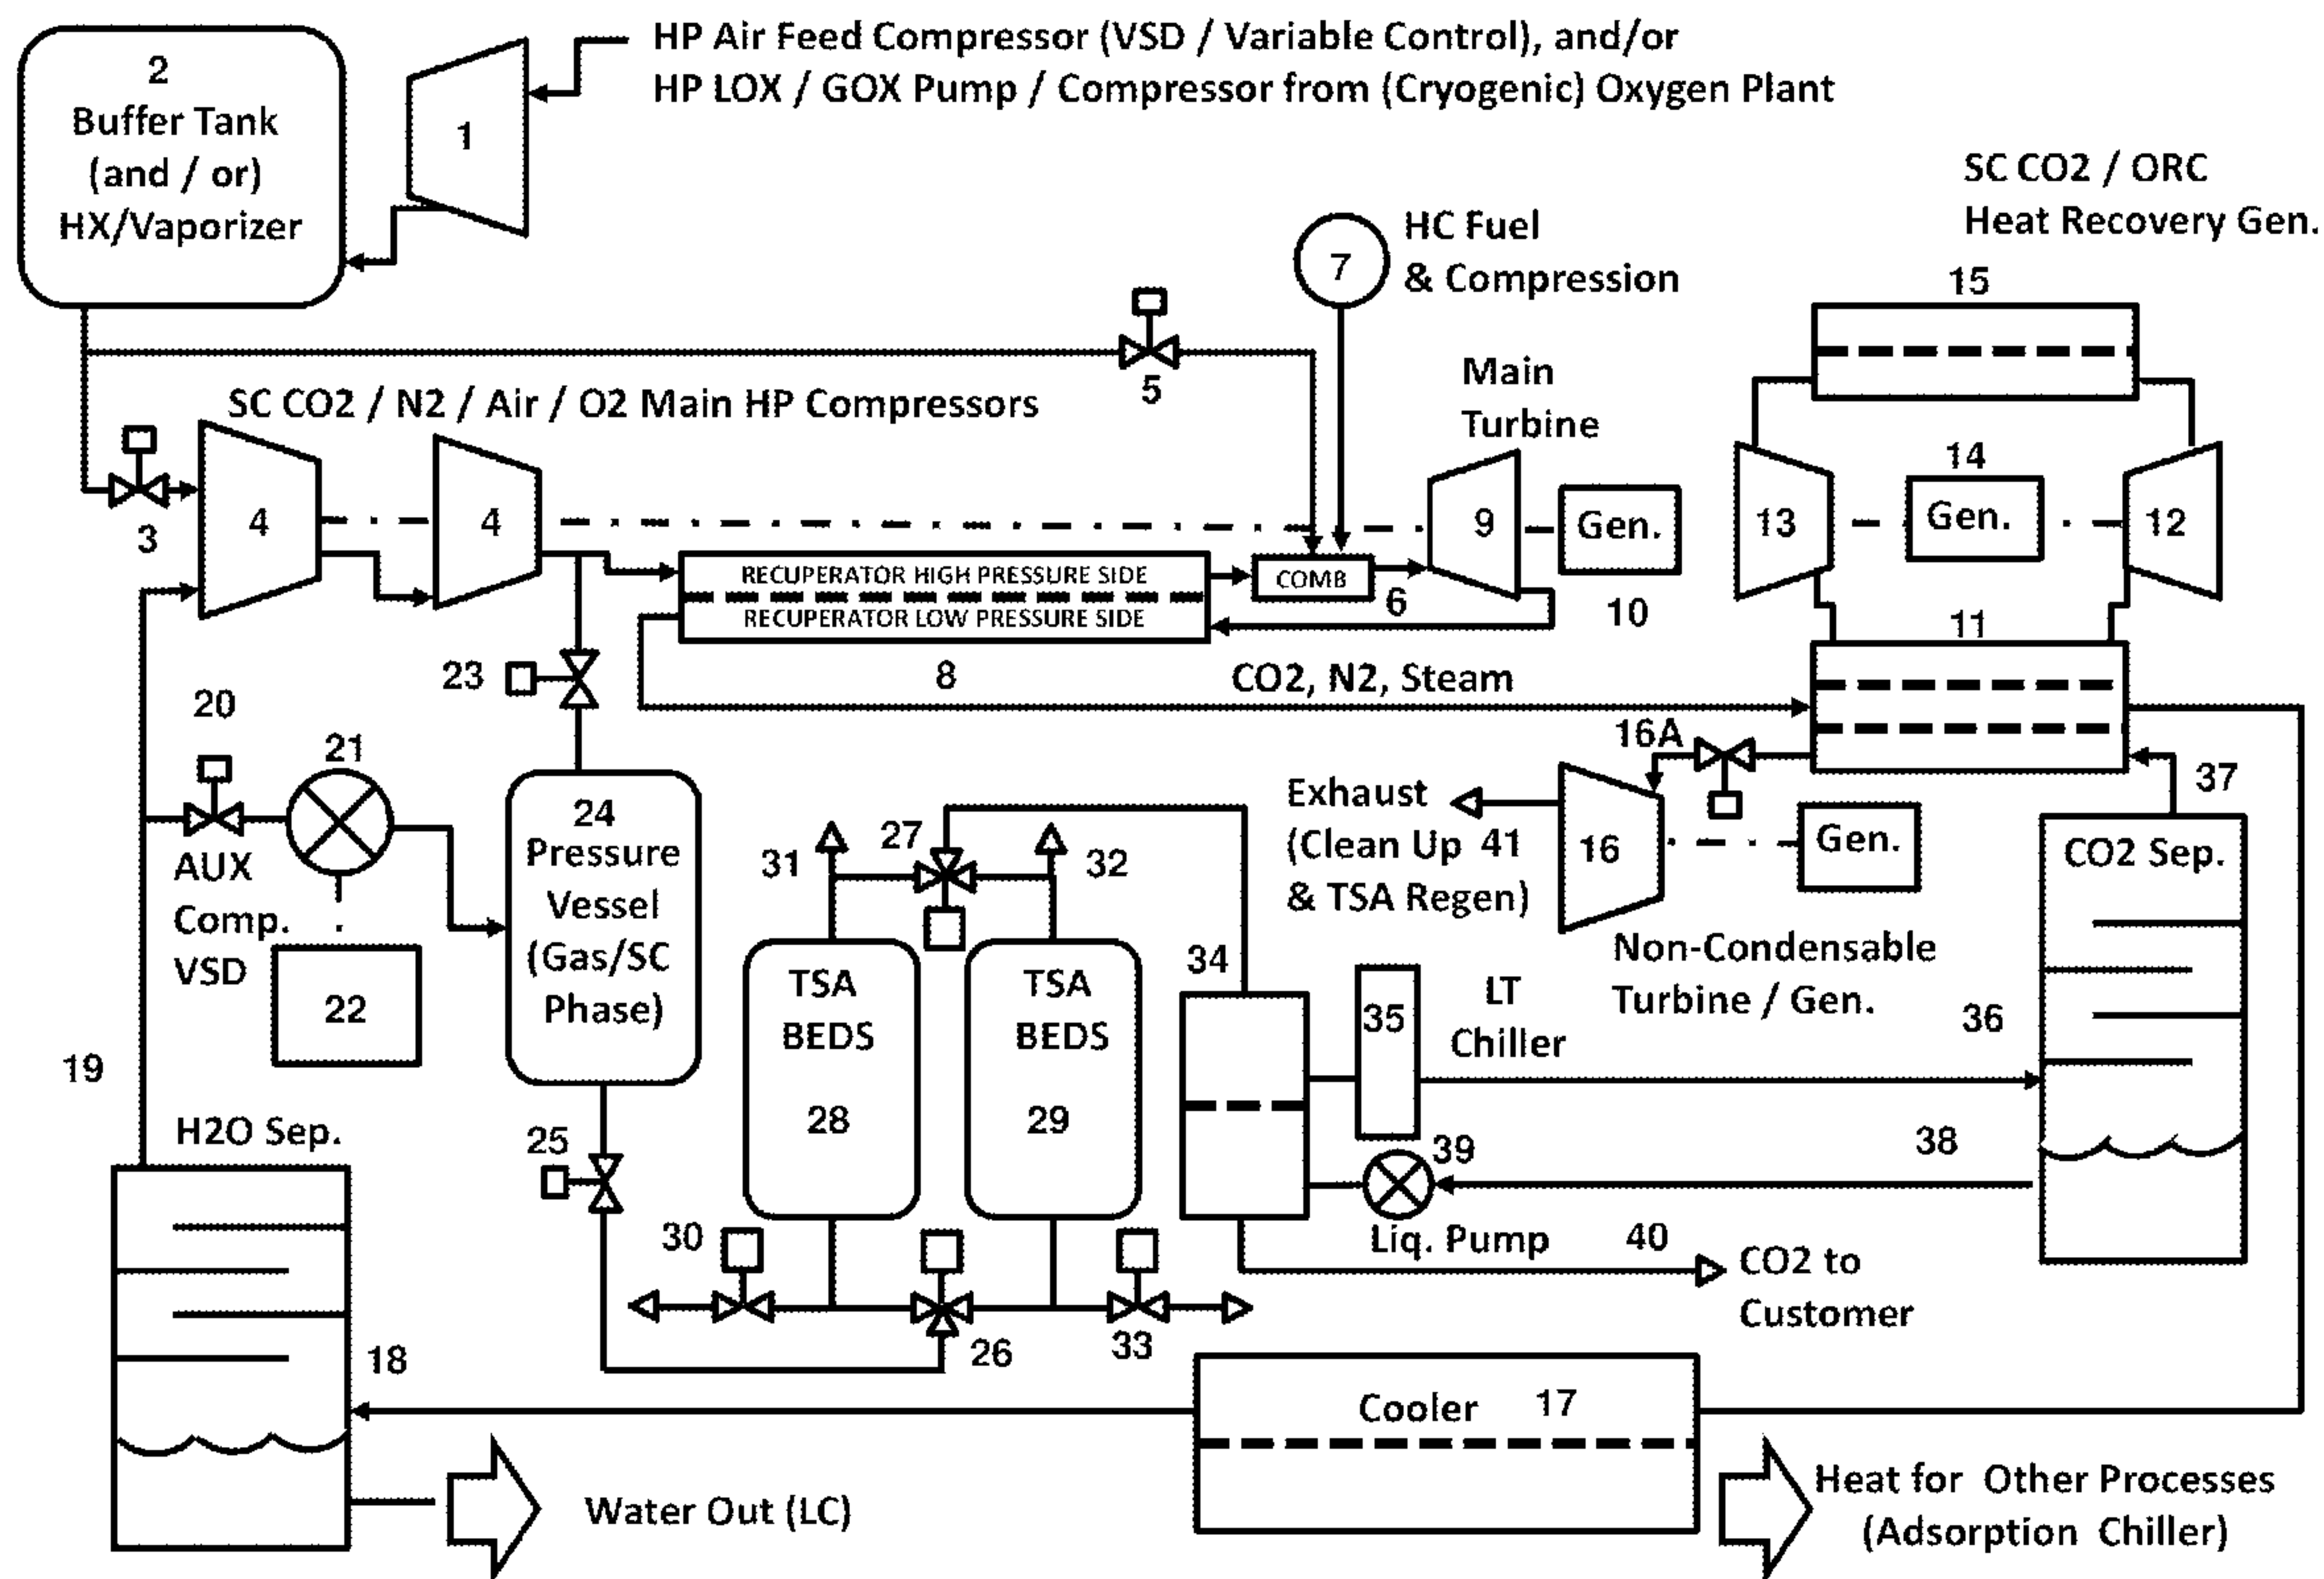 HP Air Feed Compressor (VSD / Variable Control), and/or
HP LOX / GOX Pump / Compressor from (Cryogenic) Oxygen Plant
2
Buffer Tank
(and / or)
HX/Vaporizer
1
SC CO2 / ORC
Heat Recovery Gen.
HC Fuel
& Compression
7
15
5
Main
Turbine
SC CO2 / N2 / Air / O2 Main HP Compressors
3
4
4
9
Gen.
10
14
Gen.
13
12
RECUPERATOR HIGH PRESSURE SIDE
RECUPERATOR LOW PRESSURE SIDE
COMB
6
8
11
23
CO2, N2, Steam
20
21
AUX
Comp.
VSD
22
24
Pressure
Vessel
(Gas/SC
Phase)
16A
Exhaust
(Clean Up 41
& TSA Regen)
16
Gen.
37
CO2 Sep.
27
31
32
Non-Condensable
Turbine / Gen.
34
35
LT
Chiller
36
TSA
BEDS
28
TSA
BEDS
29
19
H2O Sep.
25
38
39
Liq. Pump
40
CO2 to
Customer
30
26
33
18
Cooler 17
Water Out (LC)
Heat for Other Processes
(Adsorption Chiller)